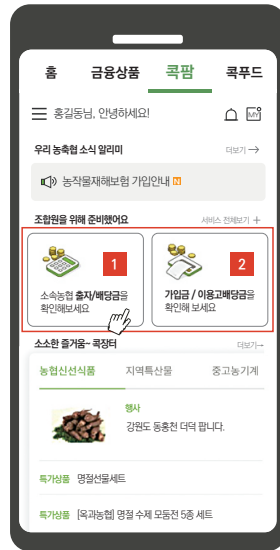 홈 금융상품 콕팜 콕푸드
홍길동님, 안녕하세요! MY
우리 농축협 소식 알리미 더보기 →
농작물재해보험 가입안내 N
조합원을 위해 준비했어요 서비스 전체보기 +
1 2
소속농협 출자/배당금을 가입금 / 이용고배당금을
확인해보세요 확인해 보세요
소소한 즐거움~ 콕장터 더보기→
농협신선식품 지역특산물 중고농기계
행사
강원도 동홍천 더덕 팝니다.
특가상품 명절선물세트
특가상품 [옥과농협] 명절 수제 모둠전 5종 세트